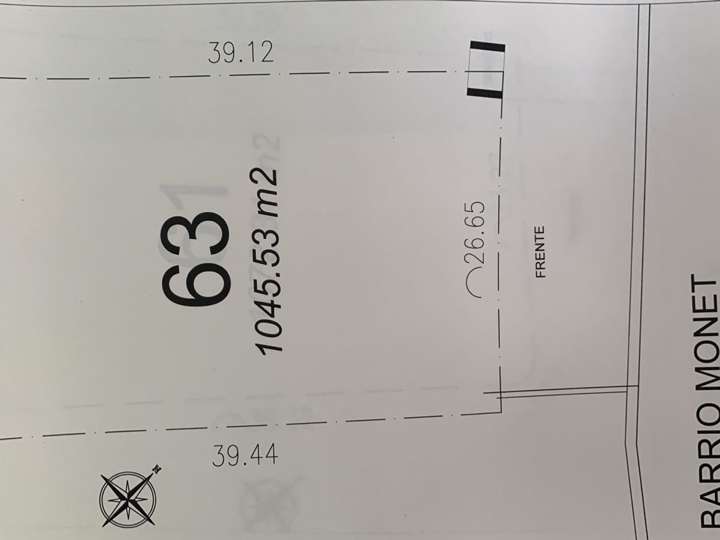 39.12
63
1045.53 m2
26.65
FRENTE
39.44
N
BARRIO MONET